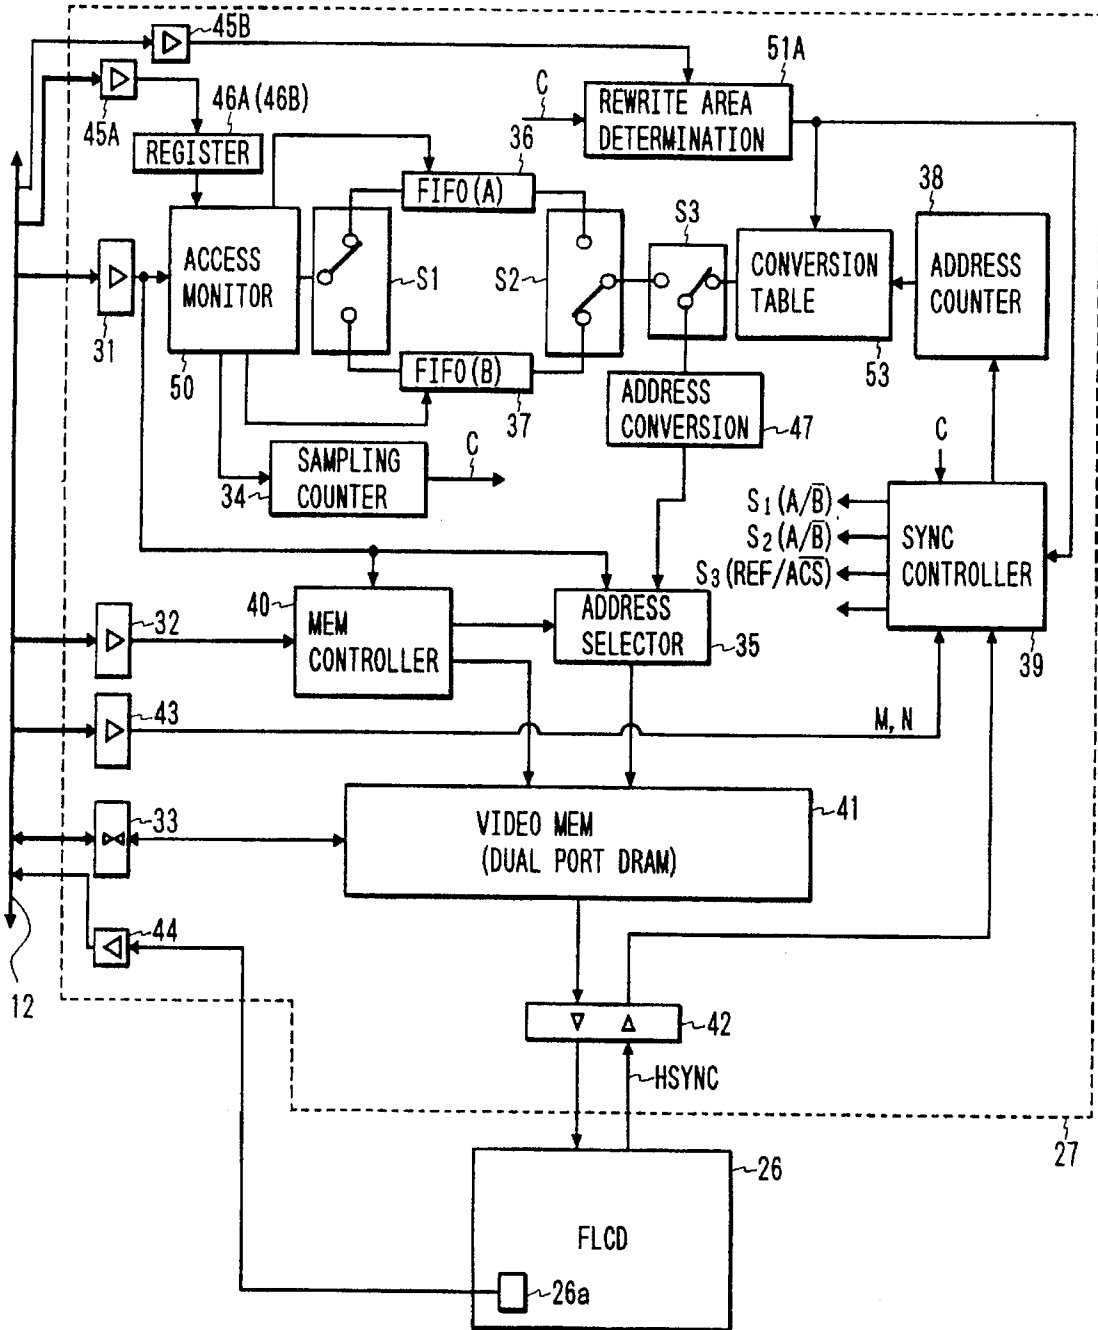 45B
51A
45A
46A(46B)
C
REWRITE AREA
DETERMINATION
36
REGISTER
FIFO(A)
38
S3
ACCESS
MONITOR
S1
S2
CONVERSION
TABLE
ADDRESS
COUNTER
31
50
FIFO(B)
37
53
ADDRESS
CONVERSION
47
SAMPLING
COUNTER
34
C
C
S1(A/B̅)
S2(A/B̅)
S3(REF/A̅C̅S̅)
SYNC
CONTROLLER
39
32
40
MEM
CONTROLLER
ADDRESS
SELECTOR
35
43
M, N
33
VIDEO MEM
(DUAL PORT DRAM)
41
44
12
42
HSYNC
27
26
FLCD
26a